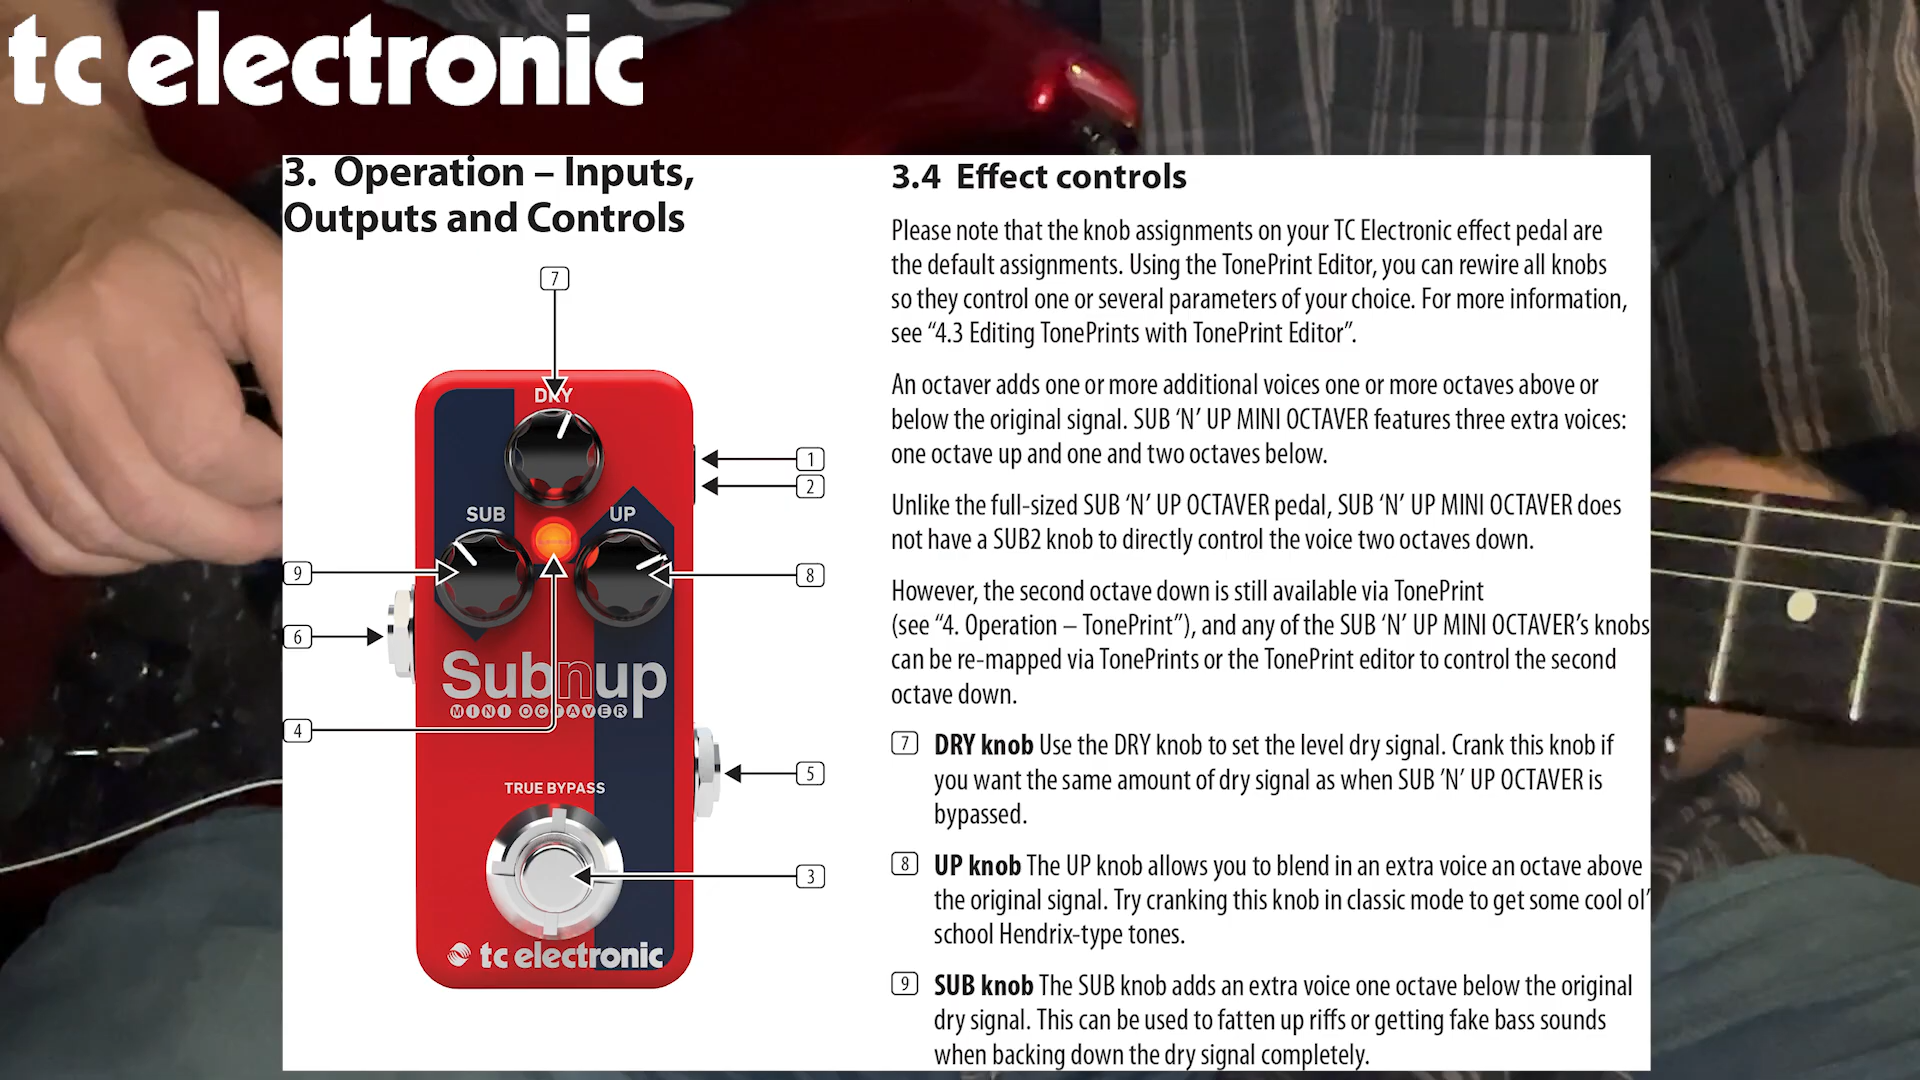 tc electronic
3. Operation – Inputs,
Outputs and Controls
7
DRY
1
2
SUB
UP
9
8
6
Subnup
MINI OCTAVER
4
5
TRUE BYPASS
3
tc electronic
3.4 Effect controls
Please note that the knob assignments on your TC Electronic effect pedal are
the default assignments. Using the TonePrint Editor, you can rewire all knobs
so they control one or several parameters of your choice. For more information,
see “4.3 Editing TonePrints with TonePrint Editor”.
An octaver adds one or more additional voices one or more octaves above or
below the original signal. SUB ‘N’ UP MINI OCTAVER features three extra voices:
one octave up and one and two octaves below.
Unlike the full-sized SUB ‘N’ UP OCTAVER pedal, SUB ‘N’ UP MINI OCTAVER does
not have a SUB2 knob to directly control the voice two octaves down.
However, the second octave down is still available via TonePrint
(see “4. Operation – TonePrint”), and any of the SUB ‘N’ UP MINI OCTAVER’s knobs
can be re-mapped via TonePrints or the TonePrint editor to control the second
octave down.
7 DRY knob Use the DRY knob to set the level dry signal. Crank this knob if
you want the same amount of dry signal as when SUB ’N’ UP OCTAVER is
bypassed.
8 UP knob The UP knob allows you to blend in an extra voice an octave above
the original signal. Try cranking this knob in classic mode to get some cool ol’
school Hendrix-type tones.
9 SUB knob The SUB knob adds an extra voice one octave below the original
dry signal. This can be used to fatten up riffs or getting fake bass sounds
when backing down the dry signal completely.